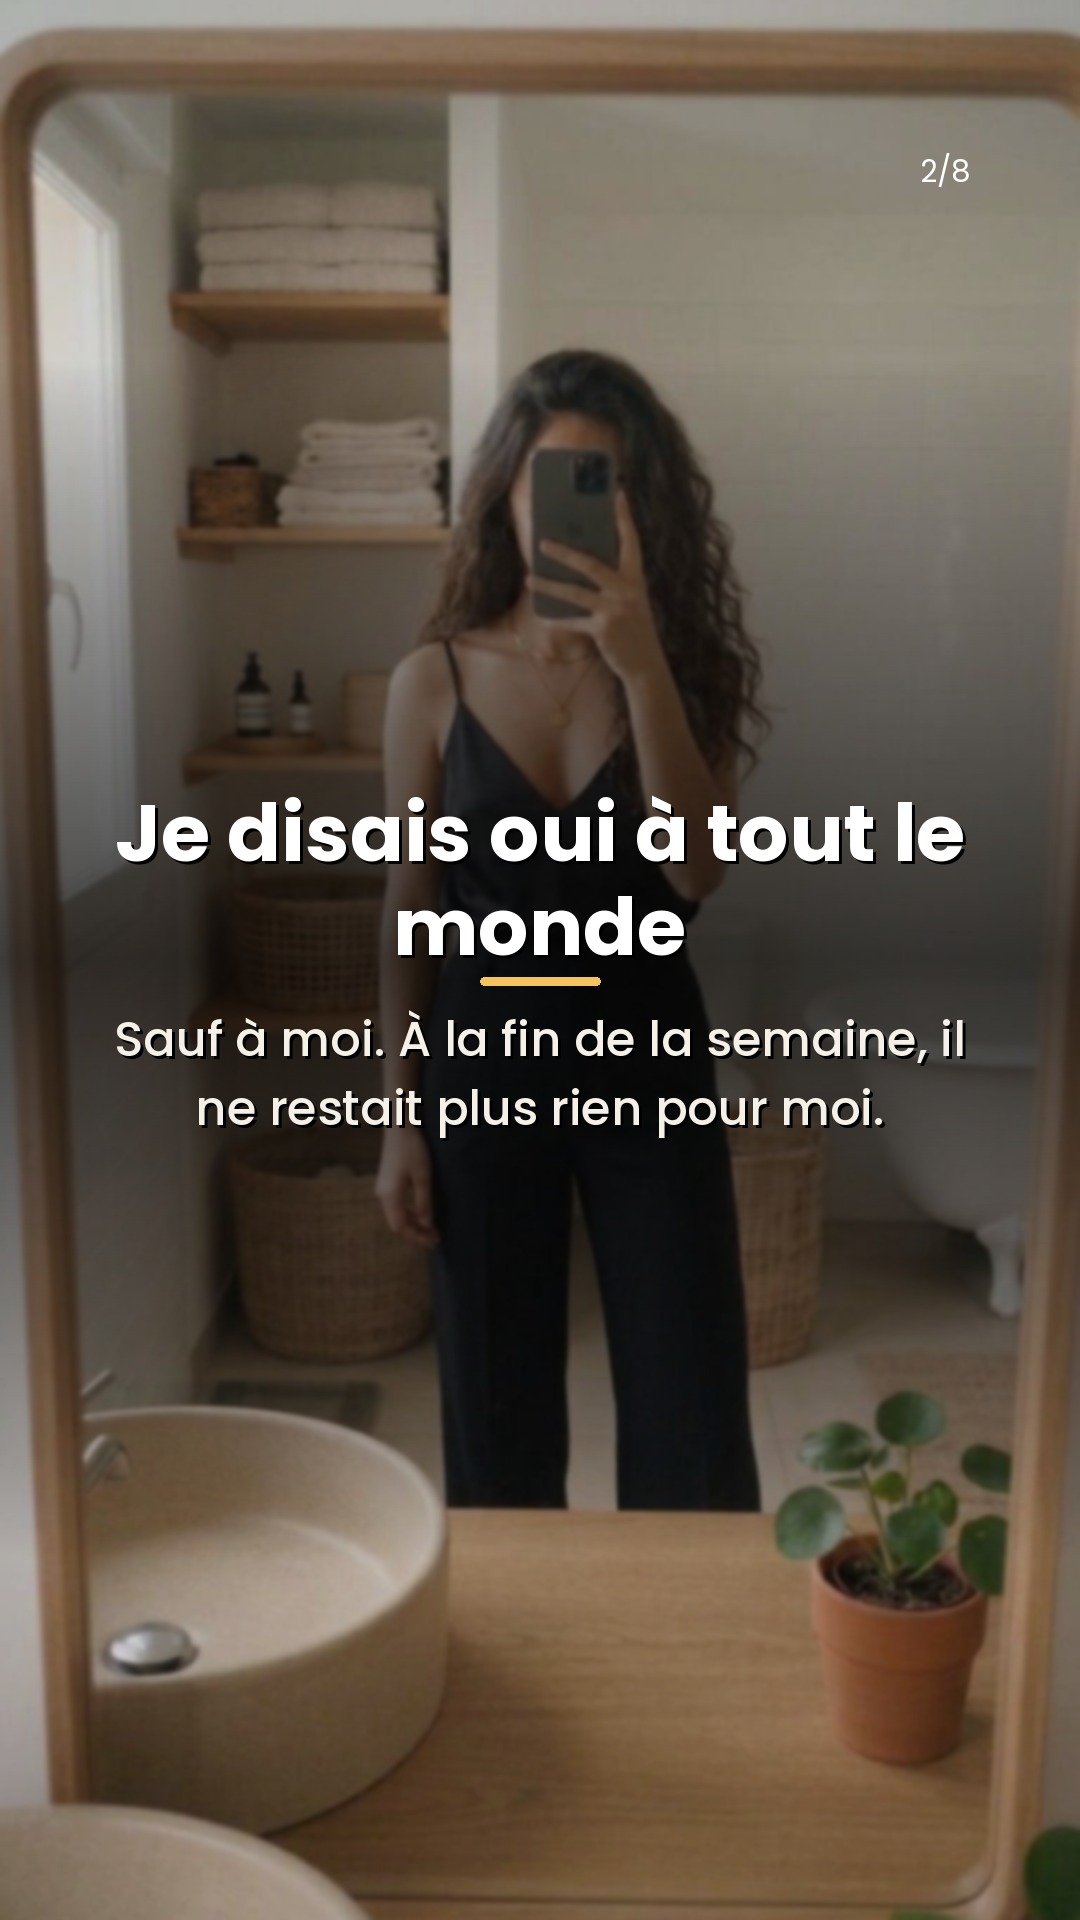 2/8
Je disais oui à tout le
monde
Sauf à moi. À la fin de la semaine, il
ne restait plus rien pour moi.